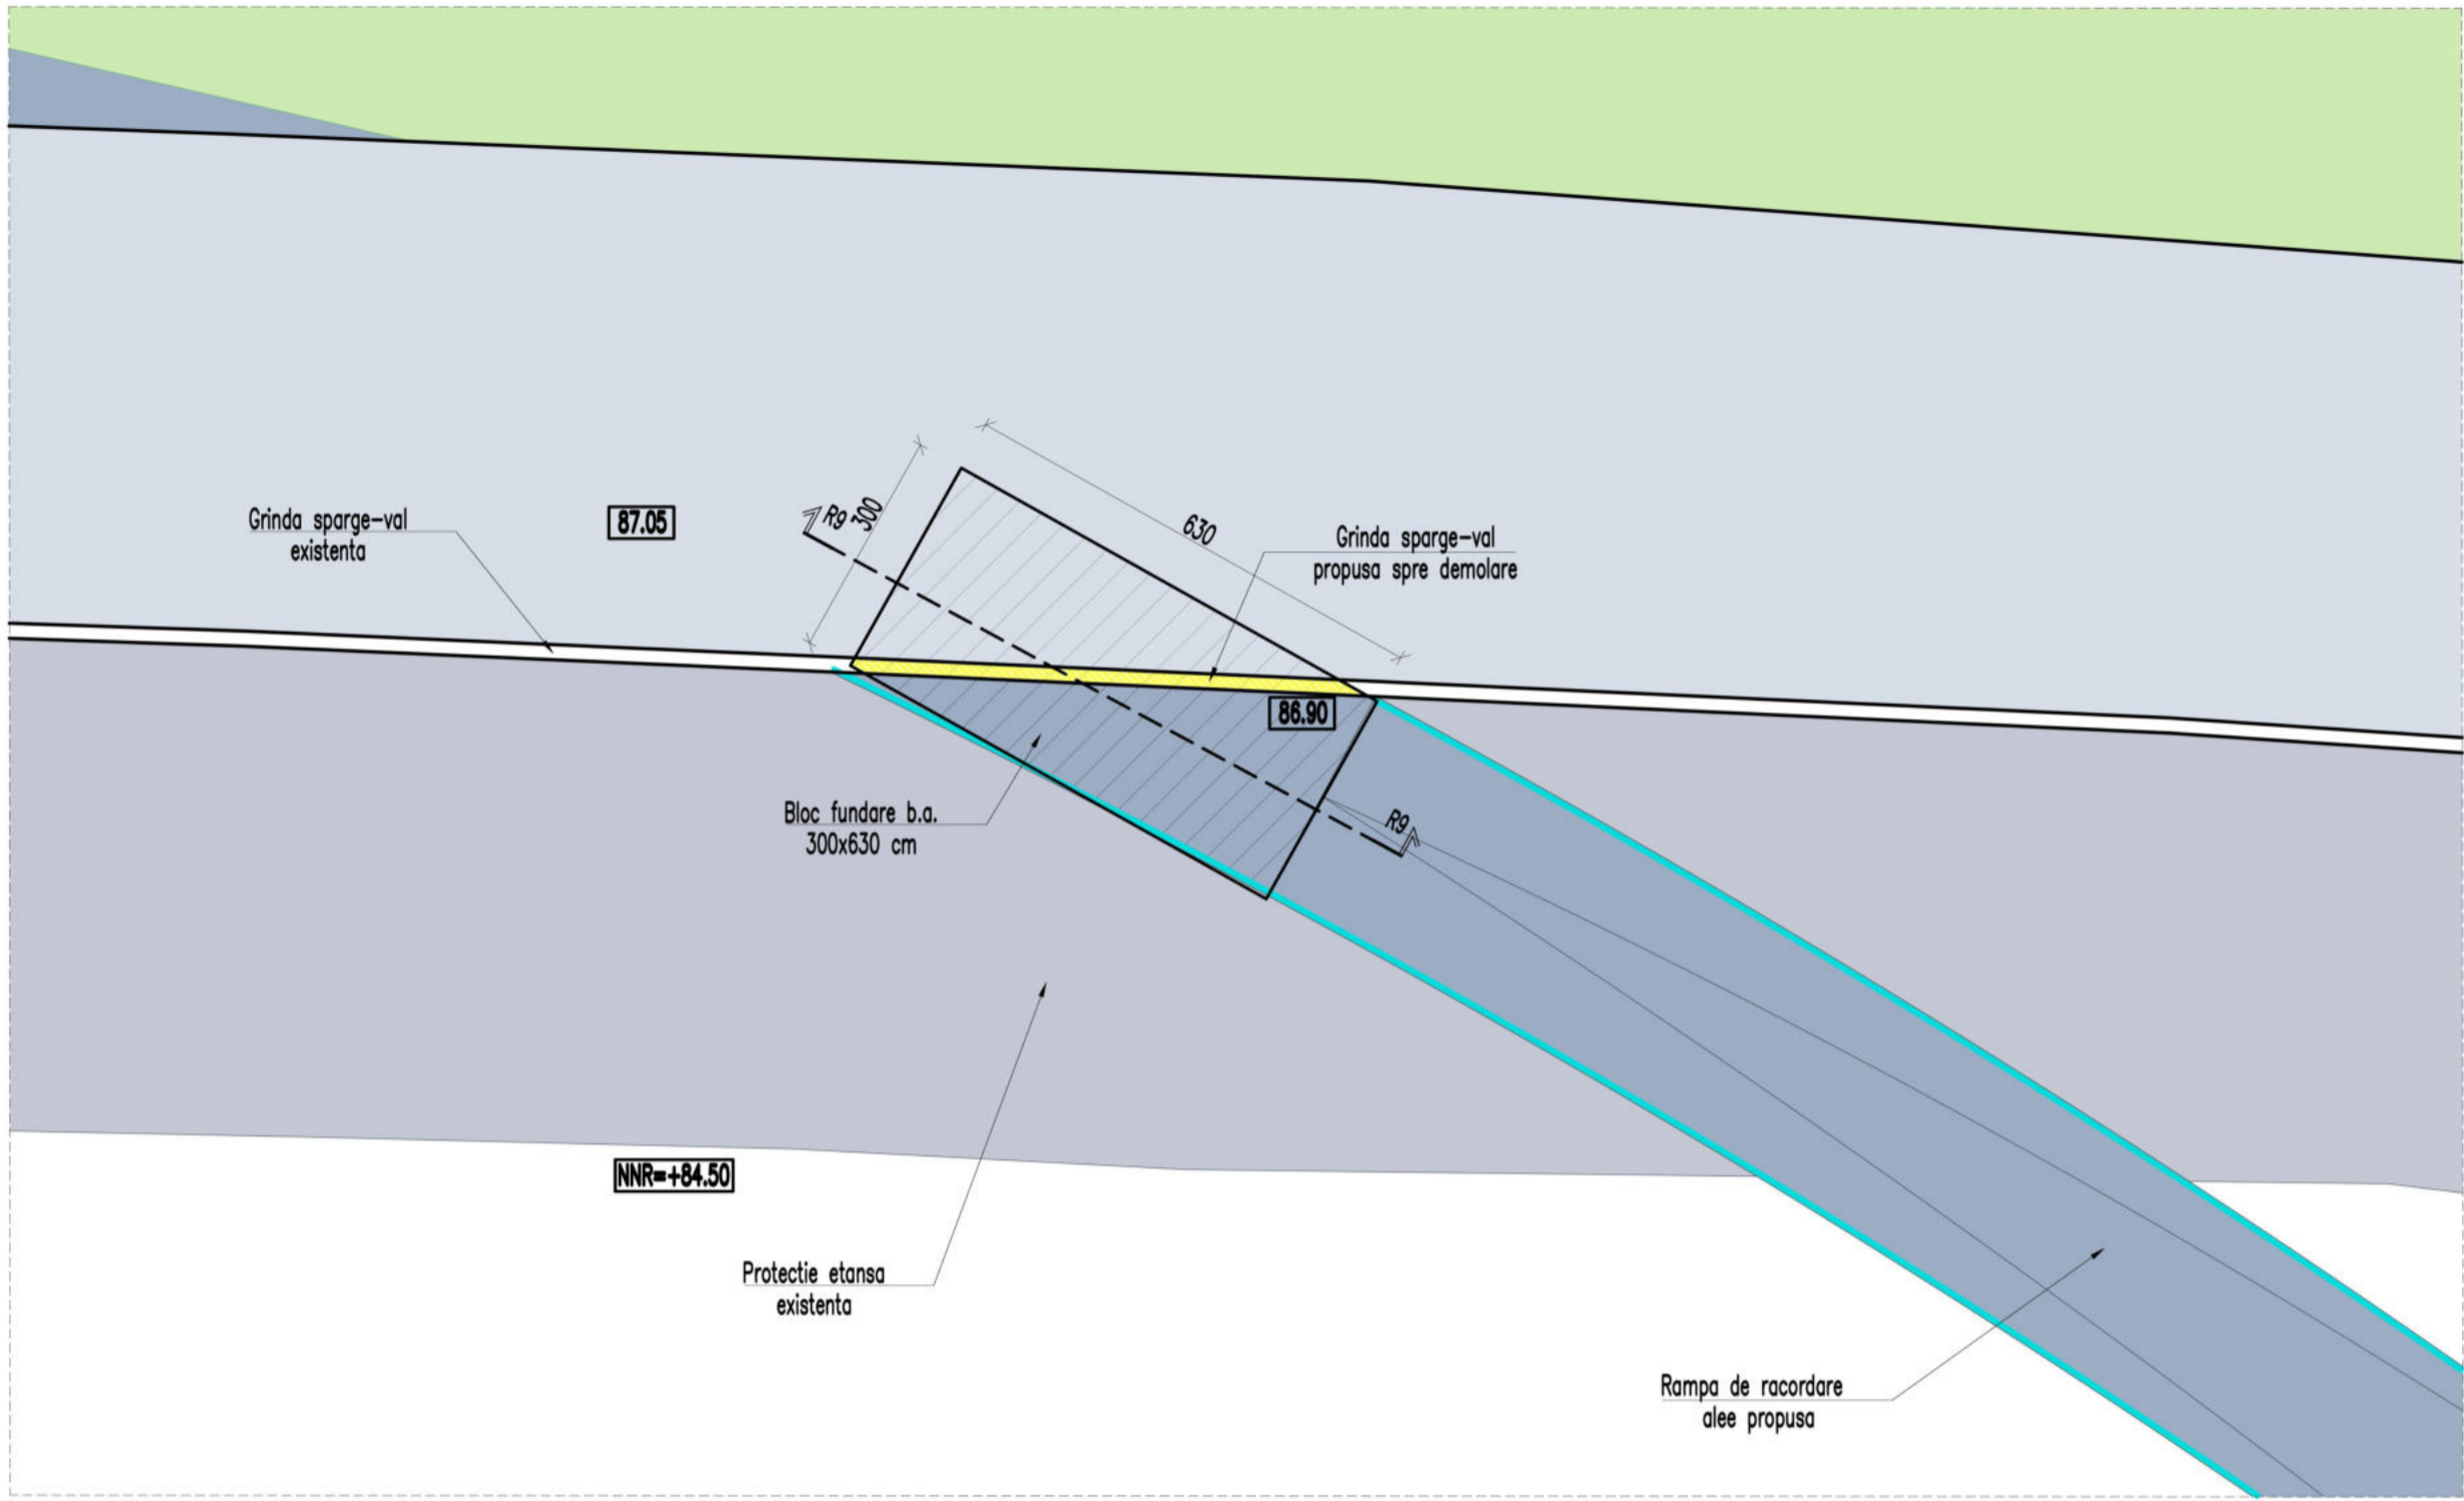 Grinda sparge-val
existenta
87.05
R9
300
630
Grinda sparge-val
propusa spre demolare
86.90
Bloc fundare b.a.
300x630 cm
R9
NNR=+84.50
Protectie etansa
existenta
Rampa de racordare
alee propusa